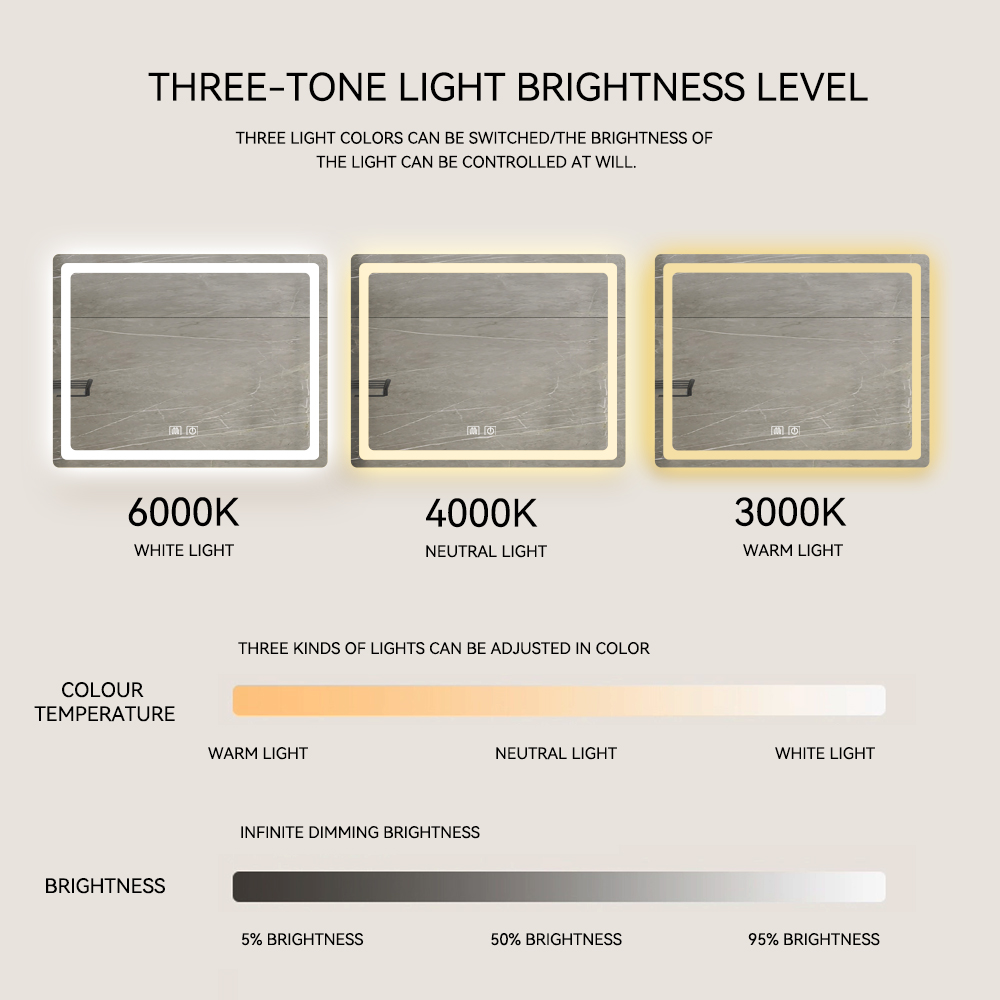 THREE-TONE LIGHT BRIGHTNESS LEVEL
THREE LIGHT COLORS CAN BE SWITCHED/THE BRIGHTNESS OF
THE LIGHT CAN BE CONTROLLED AT WILL.
6000K
WHITE LIGHT
4000K
NEUTRAL LIGHT
3000K
WARM LIGHT
THREE KINDS OF LIGHTS CAN BE ADJUSTED IN COLOR
COLOUR
TEMPERATURE
WARM LIGHT
NEUTRAL LIGHT
WHITE LIGHT
INFINITE DIMMING BRIGHTNESS
BRIGHTNESS
5% BRIGHTNESS
50% BRIGHTNESS
95% BRIGHTNESS